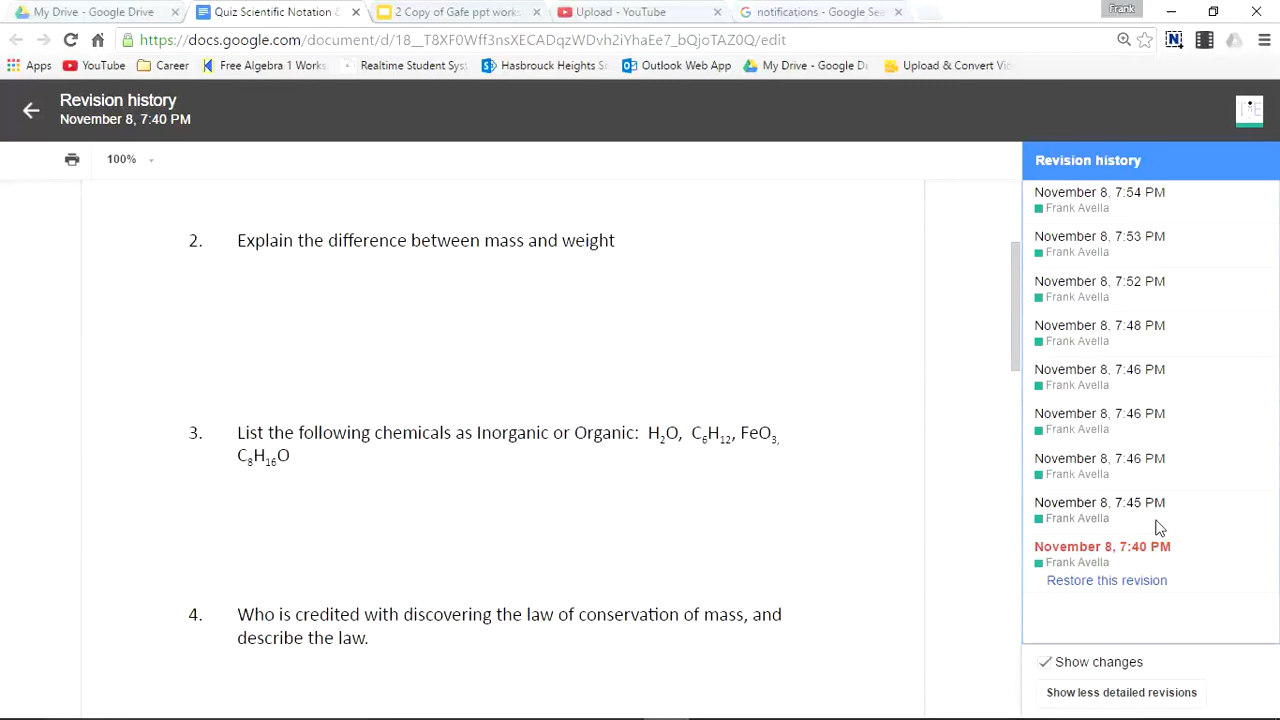 Frank
My Drive - Google Drive
Quiz Scientific Notation &
2 Copy of Gafe ppt works
Upload - YouTube
notifications - Google Sea
https://docs.google.com/document/d/18__T8XF0Wff3nsXECADqzWDvh2iYhaEe7_bQjoTAZ0Q/edit
Apps YouTube Career Free Algebra 1 Works Realtime Student Sys Hasbrouck Heights Sc Outlook Web App My Drive - Google Dr Upload & Convert Vid
Revision history
November 8, 7:40 PM
100%
2. Explain the difference between mass and weight
3. List the following chemicals as Inorganic or Organic: H₂O, C₆H₁₂, FeO₃,
C₈H₁₆O
4. Who is credited with discovering the law of conservation of mass, and
describe the law.
Revision history
November 8, 7:54 PM
Frank Avella
November 8, 7:53 PM
Frank Avella
November 8, 7:52 PM
Frank Avella
November 8, 7:48 PM
Frank Avella
November 8, 7:46 PM
Frank Avella
November 8, 7:46 PM
Frank Avella
November 8, 7:46 PM
Frank Avella
November 8, 7:45 PM
Frank Avella
November 8, 7:40 PM
Frank Avella
Restore this revision
Show changes
Show less detailed revisions